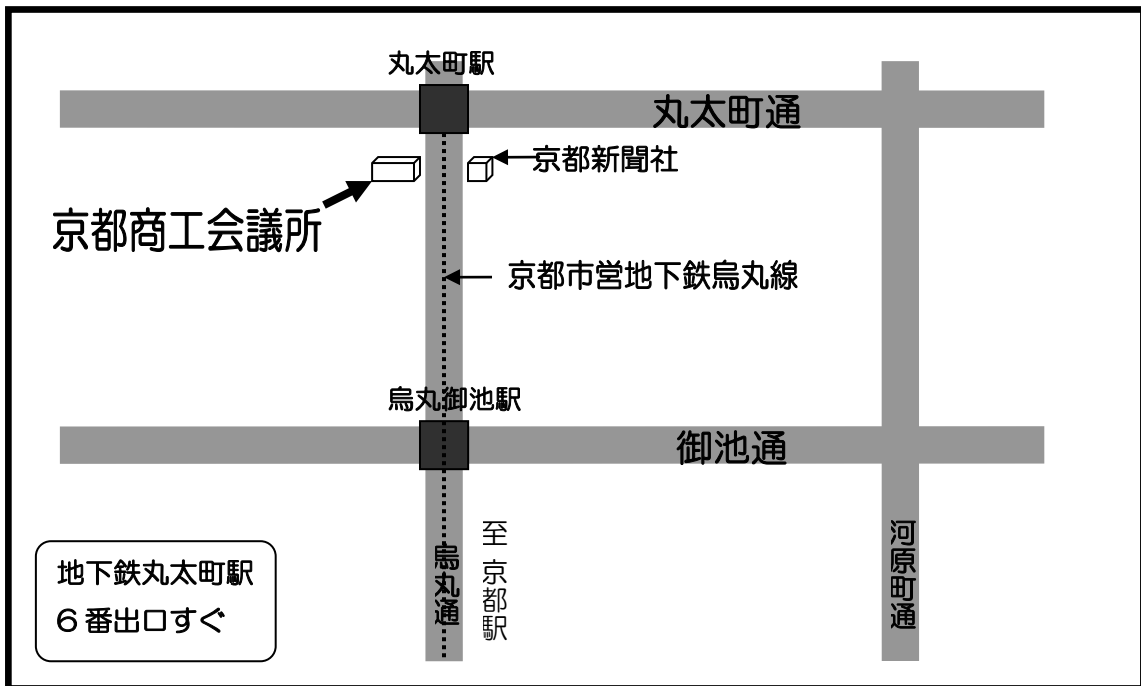 丸太町駅
丸太町通
京都新聞社
京都商工会議所
京都市営地下鉄烏丸線
烏丸御池駅
御池通
烏丸通
至 京都駅
河原町通
地下鉄丸太町駅
6番出口すぐ